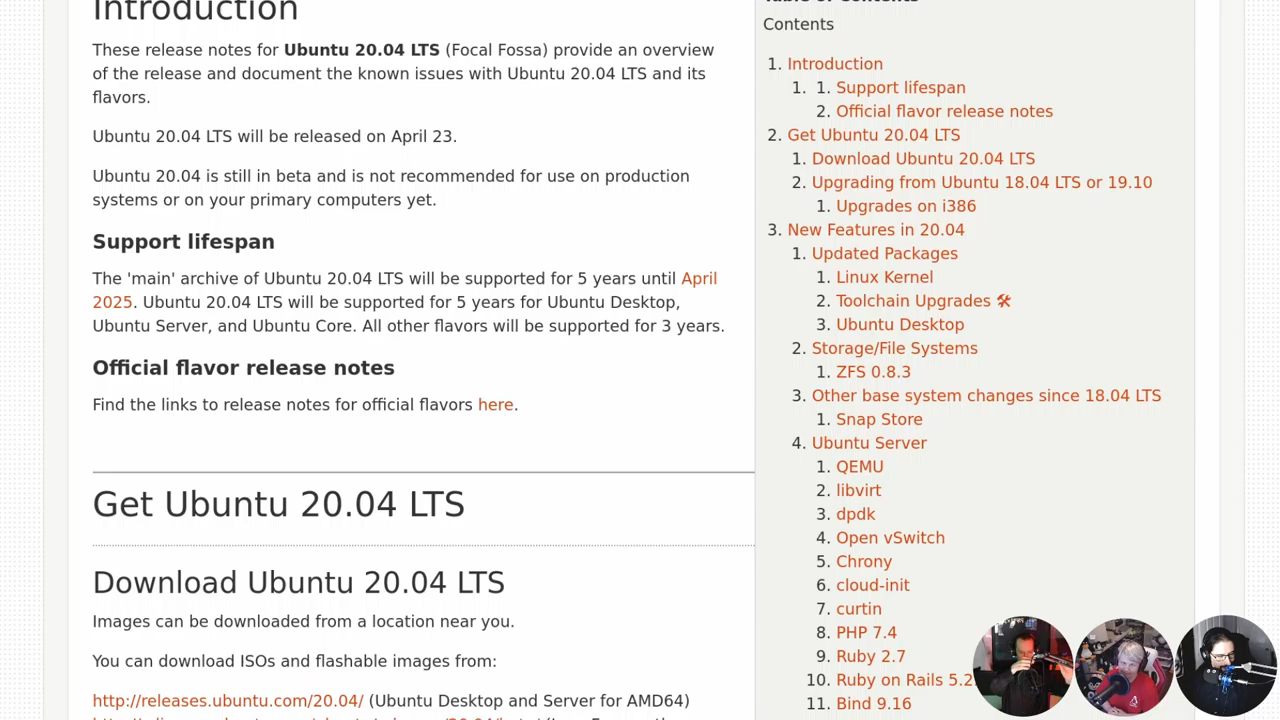 Introduction
These release notes for Ubuntu 20.04 LTS (Focal Fossa) provide an overview
of the release and document the known issues with Ubuntu 20.04 LTS and its
flavors.
Ubuntu 20.04 LTS will be released on April 23.
Ubuntu 20.04 is still in beta and is not recommended for use on production
systems or on your primary computers yet.
Support lifespan
The 'main' archive of Ubuntu 20.04 LTS will be supported for 5 years until April
2025. Ubuntu 20.04 LTS will be supported for 5 years for Ubuntu Desktop,
Ubuntu Server, and Ubuntu Core. All other flavors will be supported for 3 years.
Official flavor release notes
Find the links to release notes for official flavors here.
Get Ubuntu 20.04 LTS
Download Ubuntu 20.04 LTS
Images can be downloaded from a location near you.
You can download ISOs and flashable images from:
http://releases.ubuntu.com/20.04/ (Ubuntu Desktop and Server for AMD64)
Contents
1. Introduction
1. 1. Support lifespan
2. Official flavor release notes
2. Get Ubuntu 20.04 LTS
1. Download Ubuntu 20.04 LTS
2. Upgrading from Ubuntu 18.04 LTS or 19.10
1. Upgrades on i386
3. New Features in 20.04
1. Updated Packages
1. Linux Kernel
2. Toolchain Upgrades 🛠
3. Ubuntu Desktop
2. Storage/File Systems
1. ZFS 0.8.3
3. Other base system changes since 18.04 LTS
1. Snap Store
4. Ubuntu Server
1. QEMU
2. libvirt
3. dpdk
4. Open vSwitch
5. Chrony
6. cloud-init
7. curtin
8. PHP 7.4
9. Ruby 2.7
10. Ruby on Rails 5.2.
11. Bind 9.16